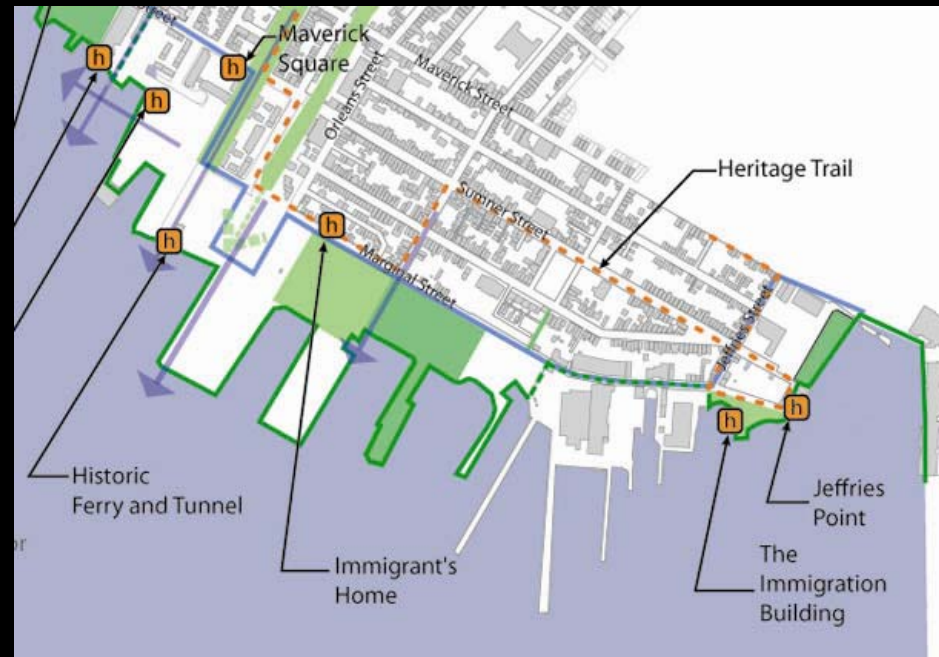 h
h
h
h
h
h
h
Street
Maverick
Square
Orleans Street
Maverick Street
Heritage Trail
Sumner Street
Marginal Street
Jeffries Street
Historic
Ferry and Tunnel
Immigrant's
Home
Jeffries
Point
The
Immigration
Building